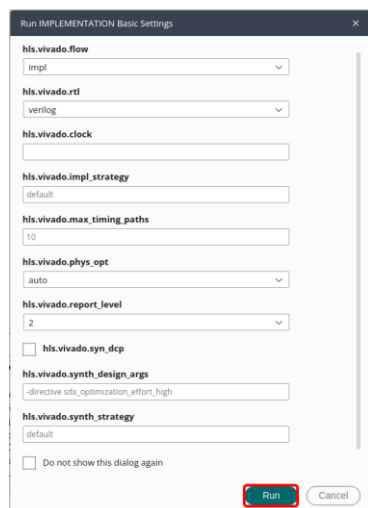 Run IMPLEMENTATION Basic Settings
hls.vivado.flow
impl
hls.vivado.rtl
verilog
hls.vivado.clock
hls.vivado.impl_strategy
default
hls.vivado.max_timing_paths
10
hls.vivado.phys_opt
auto
hls.vivado.report_level
2
hls.vivado.syn_dcp
hls.vivado.synth_design_args
-directive sdx_optimization_effort_high
hls.vivado.synth_strategy
default
Do not show this dialog again
Run Cancel